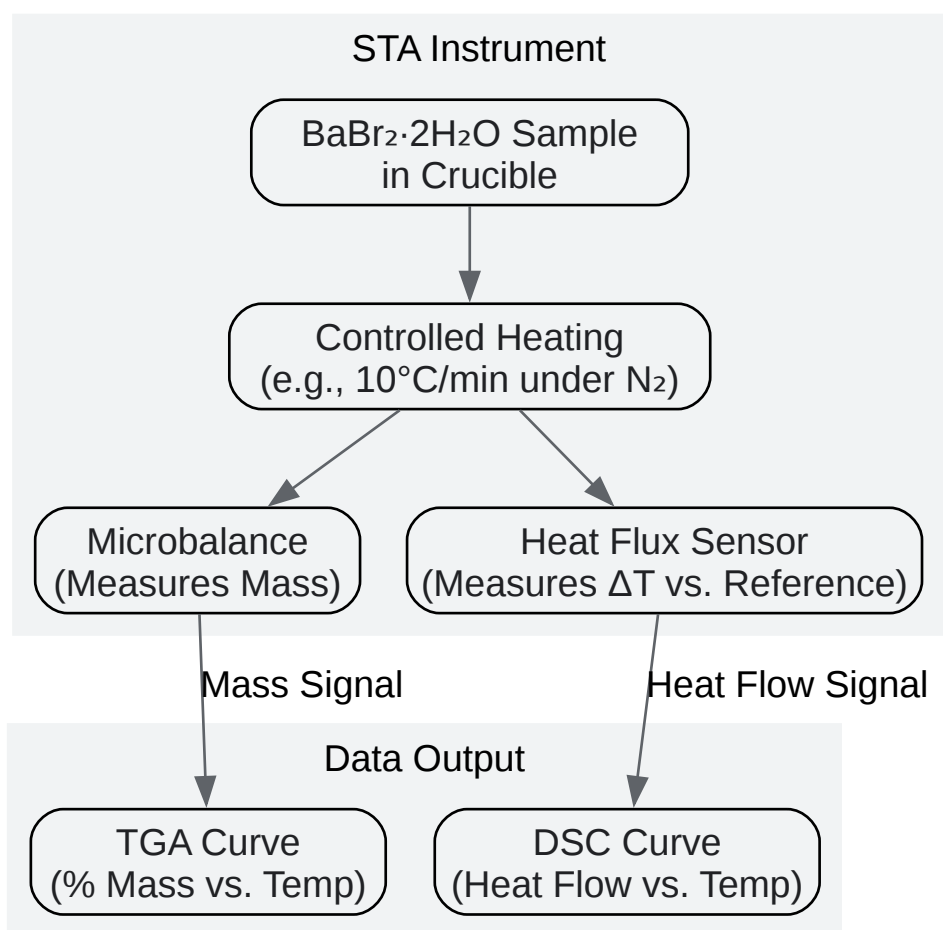 STA Instrument
BaBr₂·2H₂O Sample
in Crucible
Controlled Heating
(e.g., 10°C/min under N₂)
Microbalance
(Measures Mass)
Heat Flux Sensor
(Measures ΔT vs. Reference)
Mass Signal
Heat Flow Signal
Data Output
TGA Curve
(% Mass vs. Temp)
DSC Curve
(Heat Flow vs. Temp)